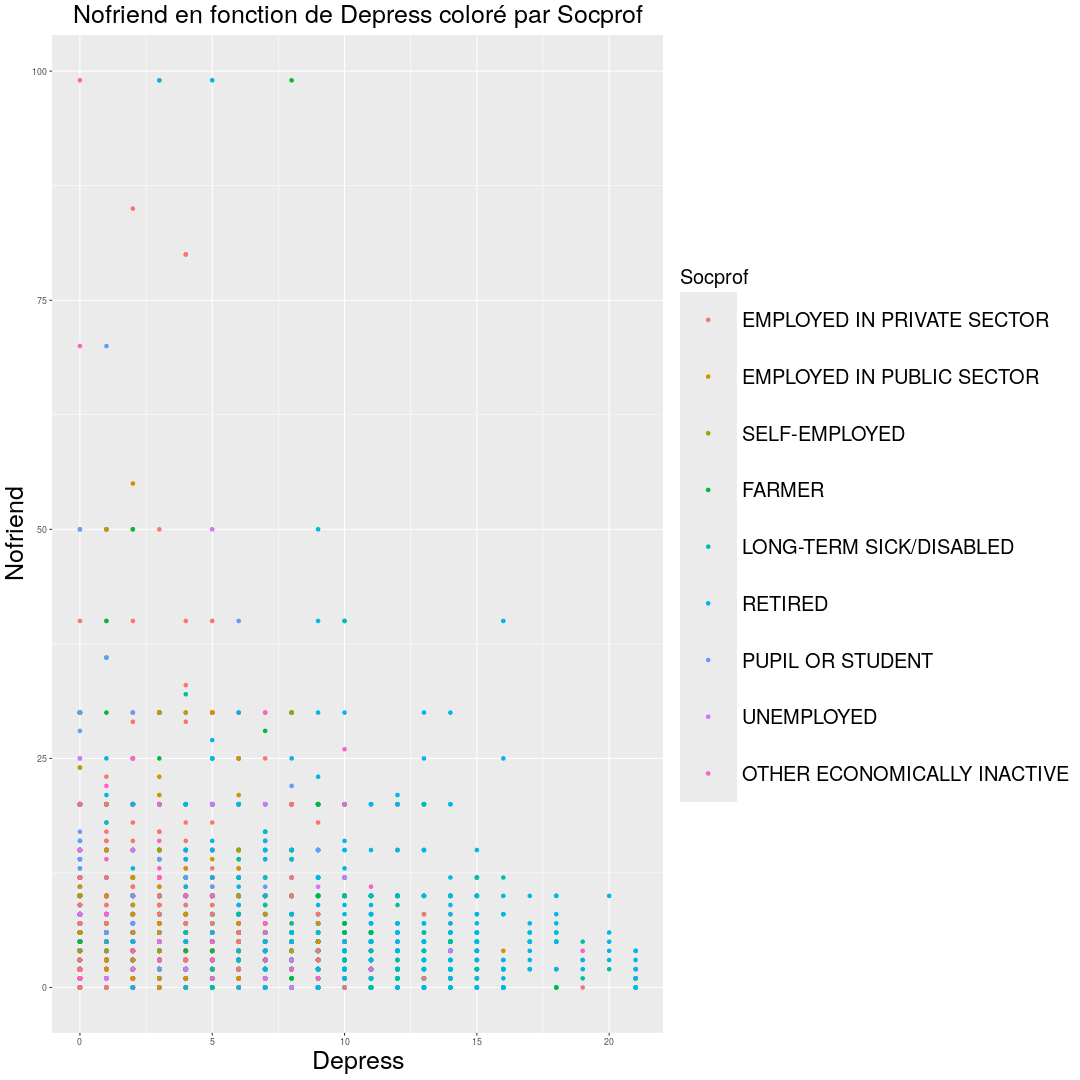 Nofriend en fonction de Depress coloré par Socprof
100
75
50
25
0
Nofriend
0
5
10
15
20
Depress
Socprof
EMPLOYED IN PRIVATE SECTOR
EMPLOYED IN PUBLIC SECTOR
SELF-EMPLOYED
FARMER
LONG-TERM SICK/DISABLED
RETIRED
PUPIL OR STUDENT
UNEMPLOYED
OTHER ECONOMICALLY INACTIVE